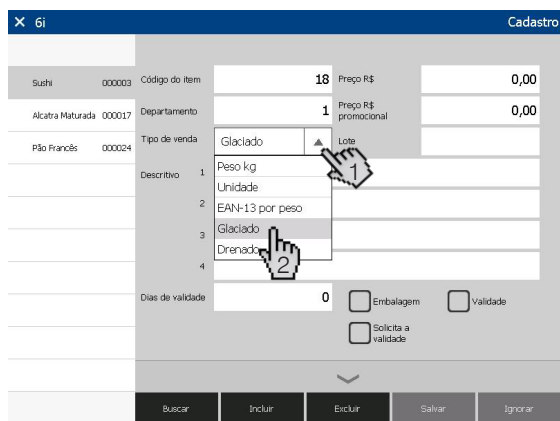 ✕ 6i Cadastro
Sushi 000003
Alcatra Maturada 000017
Pão Francês 000024
Código do item 18
Preço R$ 0,00
Departamento 1
Preço R$
promocional 0,00
Tipo de venda Glaciado
Lote
Descritivo 1
2
3
4
Peso kg
Unidade
EAN-13 por peso
Glaciado
Drenado
1
2
Dias de validade 0
Embalagem
Validade
Solicita a
validade
Buscar Incluir Excluir Salvar Ignorar